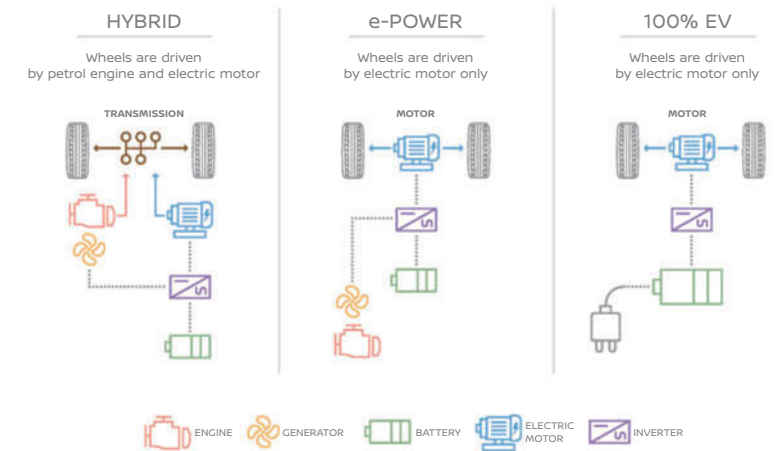 HYBRID
Wheels are driven
by petrol engine and electric motor
TRANSMISSION
e-POWER
Wheels are driven
by electric motor only
MOTOR
100% EV
Wheels are driven
by electric motor only
MOTOR
ENGINE
GENERATOR
BATTERY
ELECTRIC
MOTOR
INVERTER